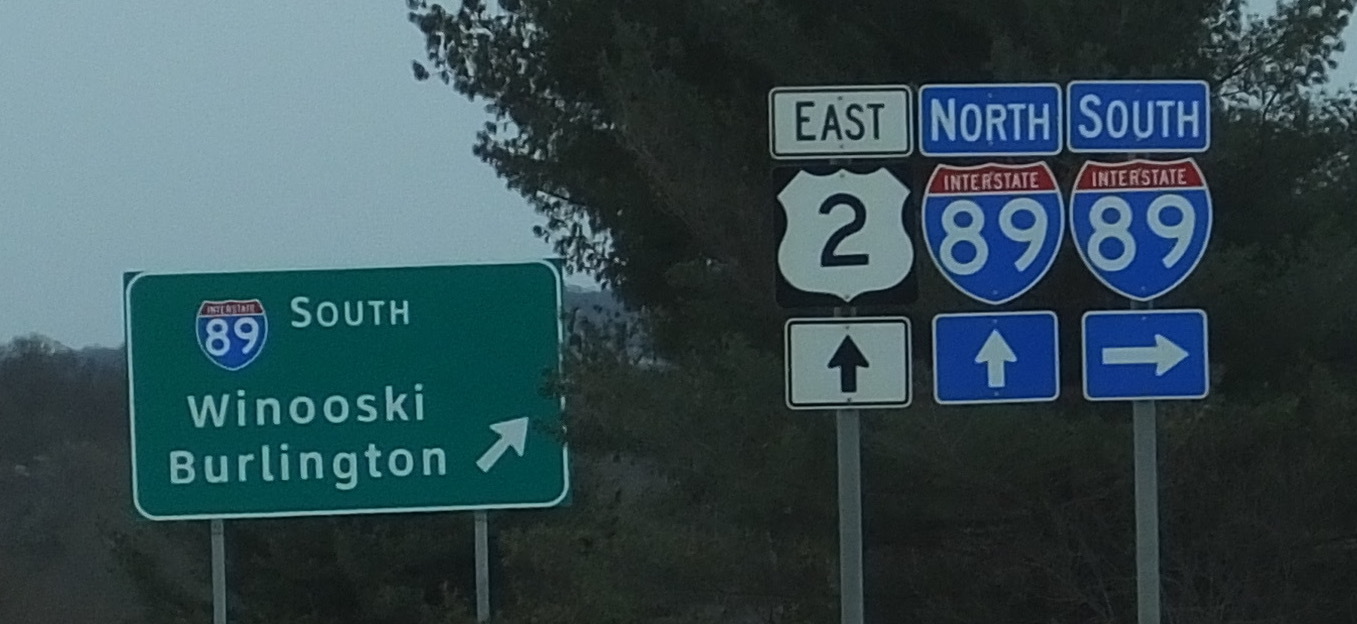 INTERSTATE
89 SOUTH
Winooski
Burlington
EAST NORTH SOUTH
INTERSTATE INTERSTATE
2 89 89